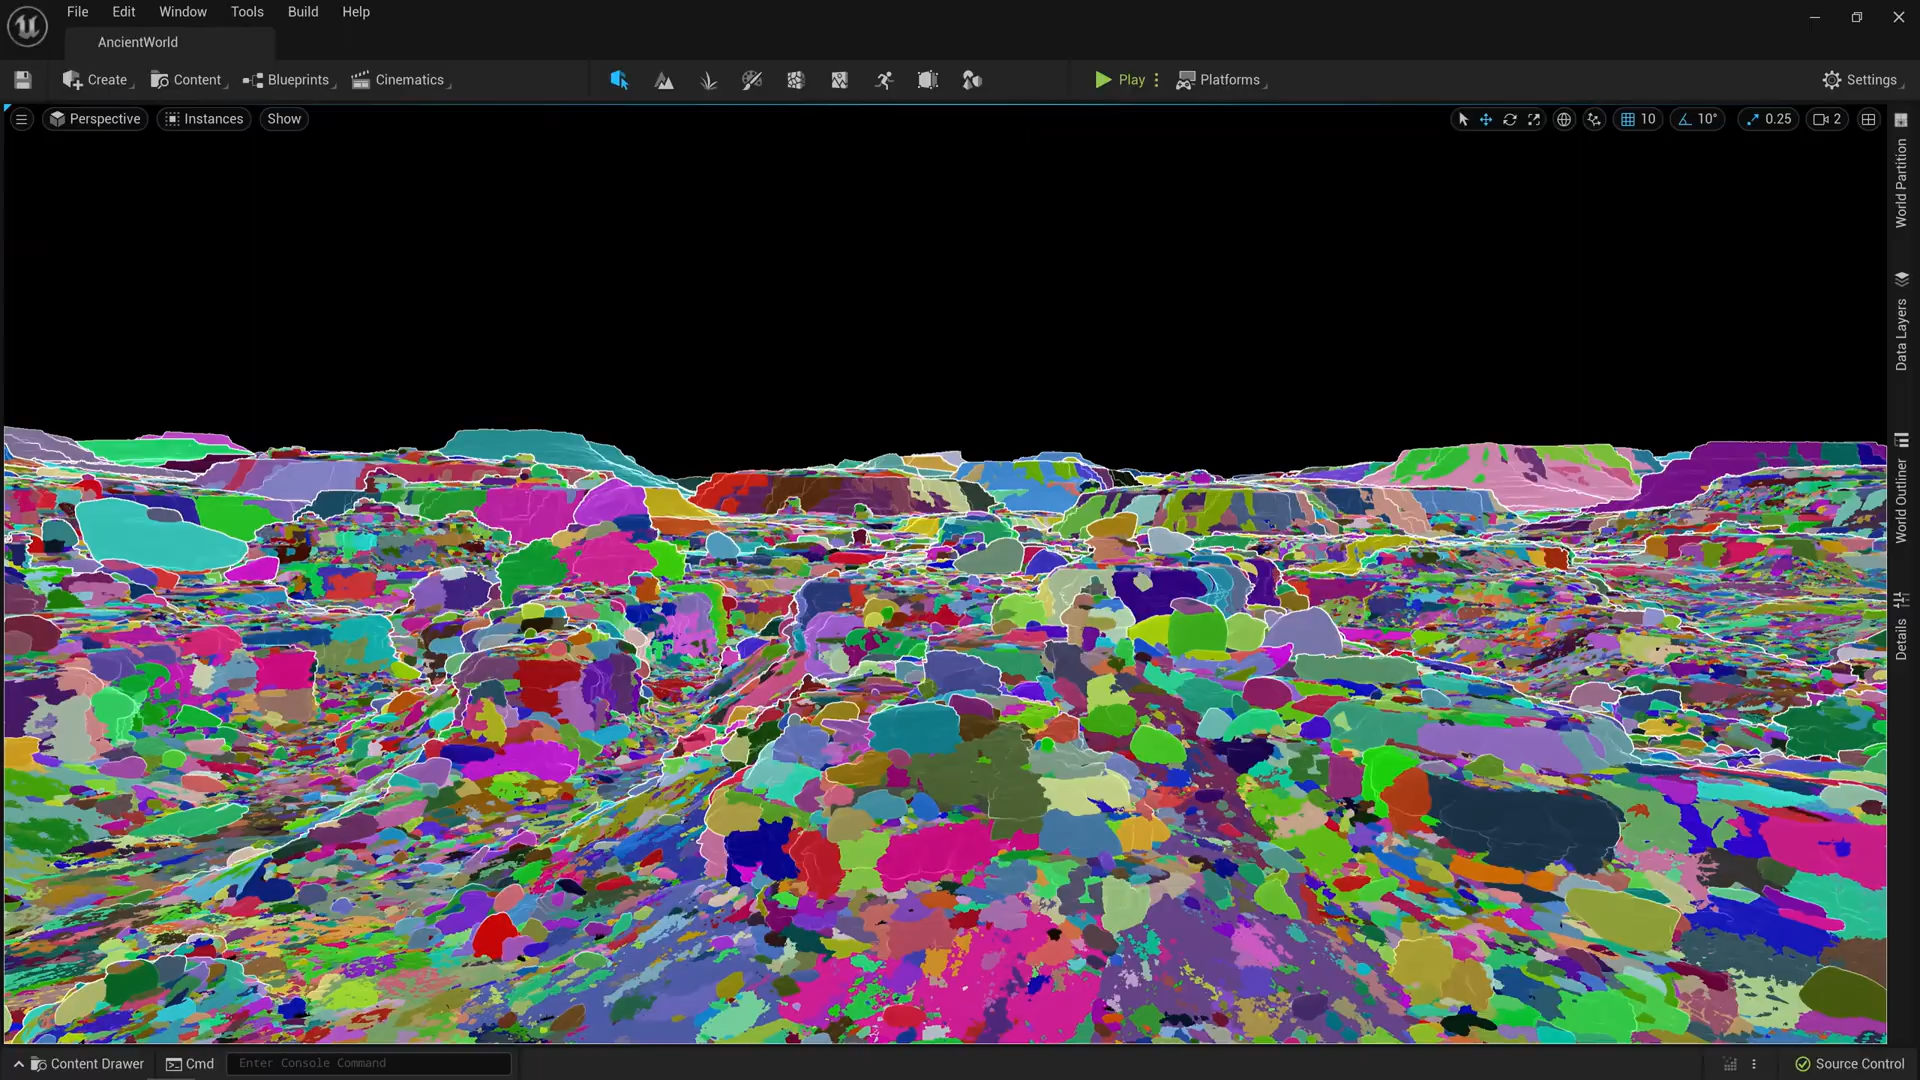 File Edit Window Tools Build Help
AncientWorld
Create Content Blueprints Cinematics Play Platforms Settings
Perspective Instances Show 10 10° 0.25 2
World Partition
Data Layers
World Outliner
Details
Content Drawer Cmd Enter Console Command Source Control